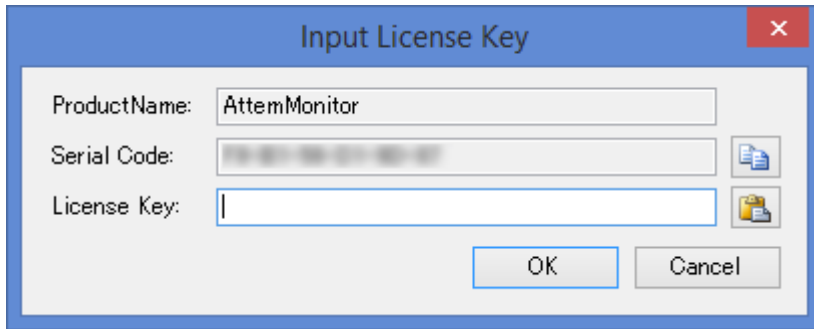 Input License Key
ProductName: AttemMonitor
Serial Code:
License Key:
OK Cancel